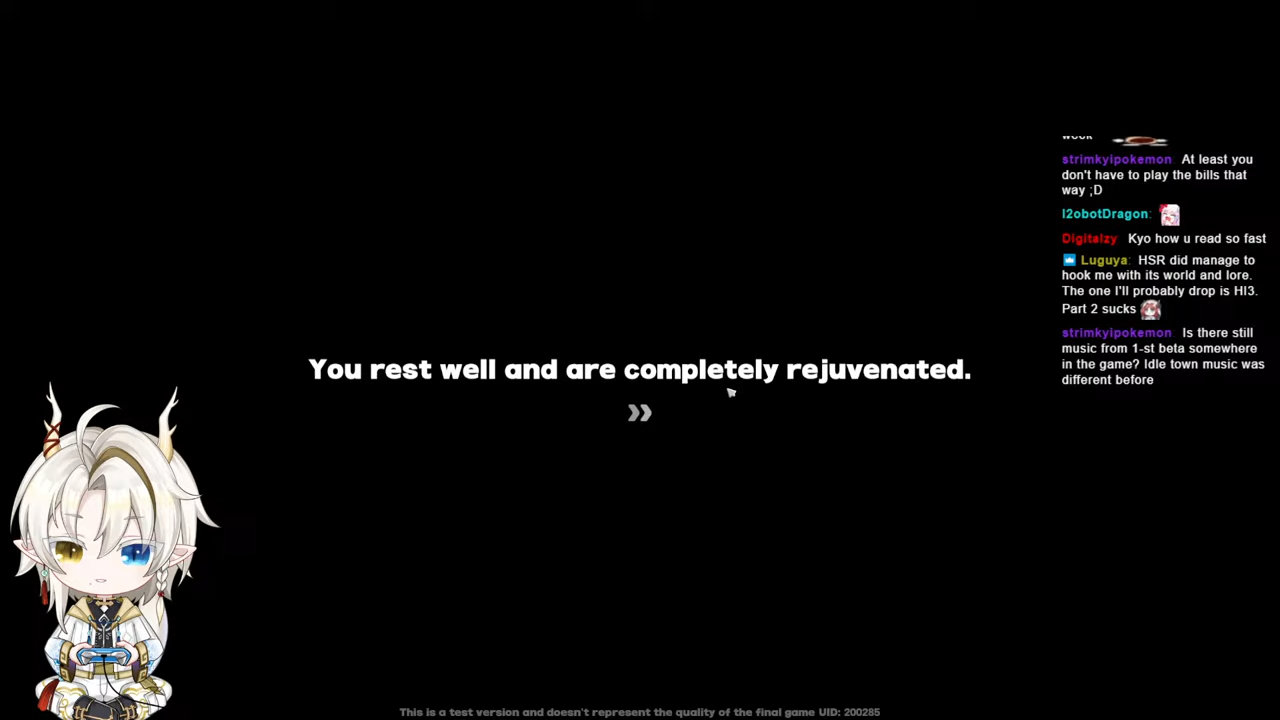 week
strimkyipokemon: At least you
don't have to play the bills that
way ;D
I2obotDragon:
Digitalzy Kyo how u read so fast
Luguya: HSR did manage to
hook me with its world and lore.
The one I'll probably drop is HI3.
Part 2 sucks
strimkyipokemon: Is there still
music from 1-st beta somewhere
in the game? Idle town music was
different before
You rest well and are completely rejuvenated.
This is a test version and doesn't represent the quality of the final game UID: 200285